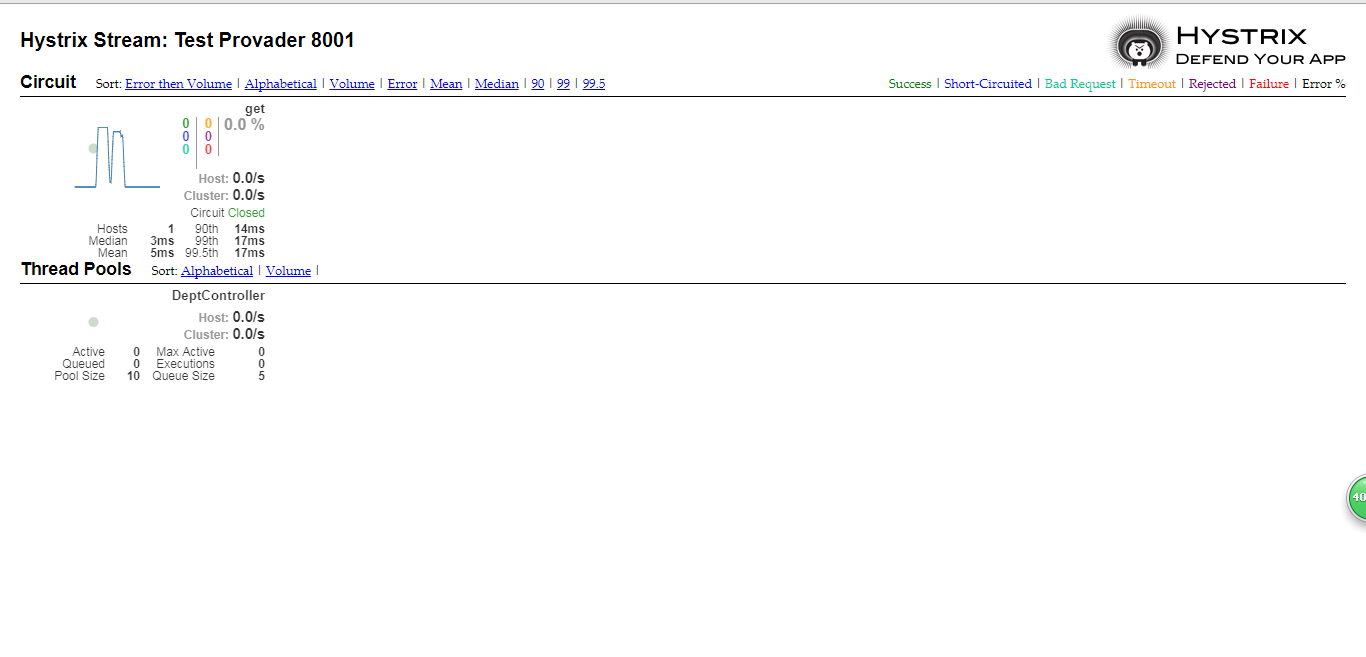 Hystrix Stream: Test Provader 8001
HYSTRIX
DEFEND YOUR APP
Circuit Sort: Error then Volume | Alphabetical | Volume | Error | Mean | Median | 90 | 99 | 99.5
Success | Short-Circuited | Bad Request | Timeout | Rejected | Failure | Error %
get
0 | 0 | 0.0 %
0 | 0
0 | 0
Host: 0.0/s
Cluster: 0.0/s
Circuit Closed
Hosts 1 90th 14ms
Median 3ms 99th 17ms
Mean 5ms 99.5th 17ms
Thread Pools Sort: Alphabetical | Volume |
DeptController
Host: 0.0/s
Cluster: 0.0/s
Active 0 Max Active 0
Queued 0 Executions 0
Pool Size 10 Queue Size 5
40